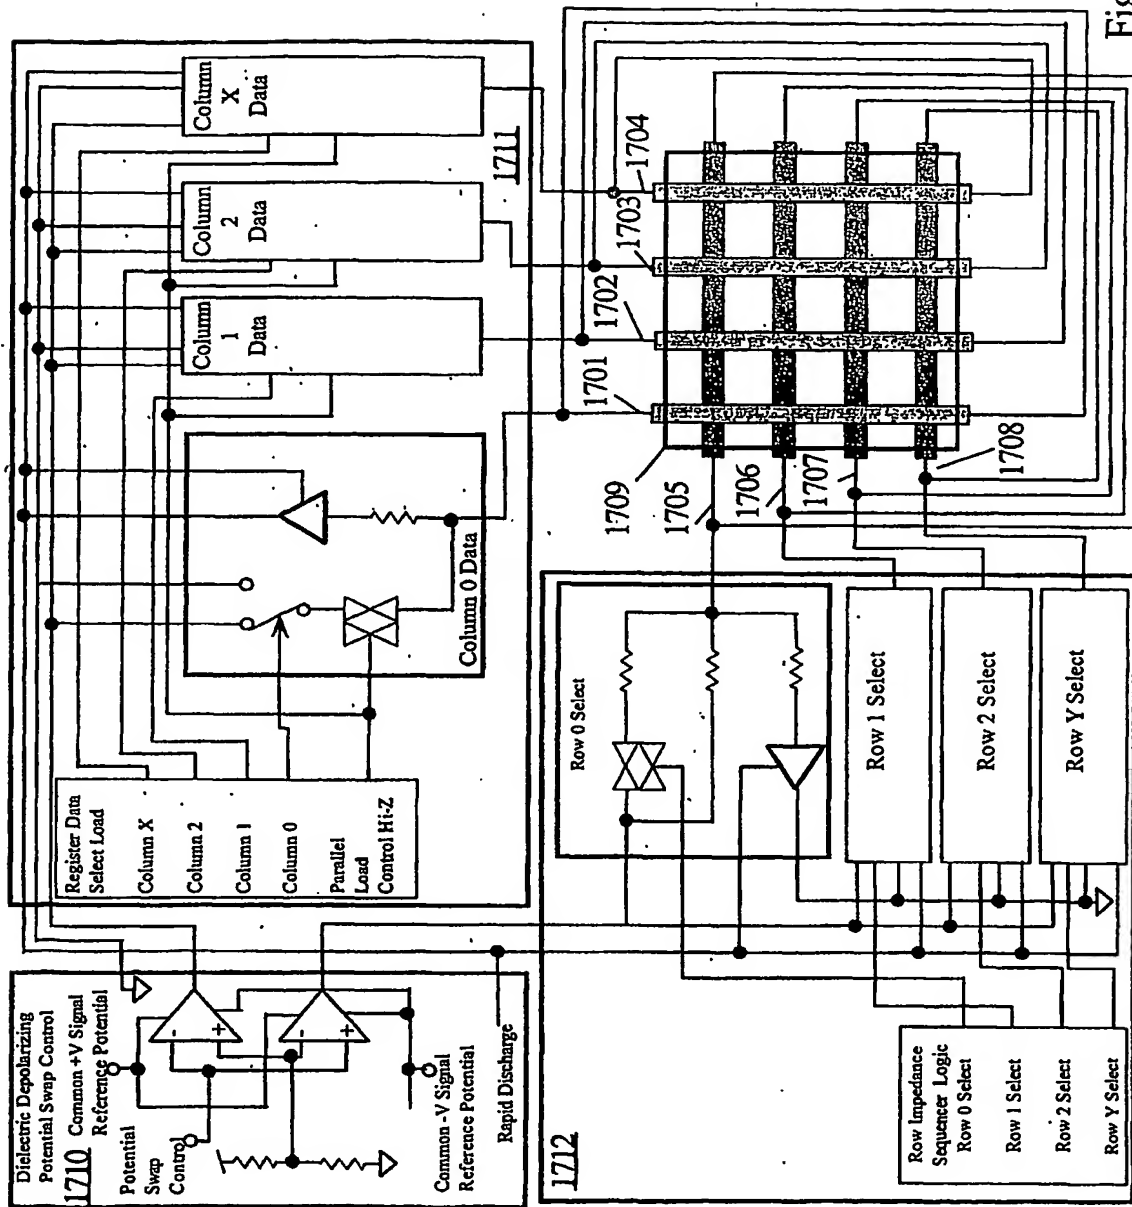 Fig
Column
X
Data
Column
2
Data
Column
1
Data
1711
Column 0 Data
Register Data
Select Load
Column X
Column 2
Column 1
Column 0
Parallel
Load
Control Hi-Z
Dielectric Depolarizing
Potential Swap Control
1710
Common +V Signal
Reference Potential
Potential
Swap
Control
Common -V Signal
Reference Potential
Rapid Discharge
-
+
-
+
1701
1702
1703
1704
1705
1706
1707
1708
1709
1712
Row 0 Select
Row 1 Select
Row 2 Select
Row Y Select
Row Impedance
Sequencer Logic
Row 0 Select
Row 1 Select
Row 2 Select
Row Y Select